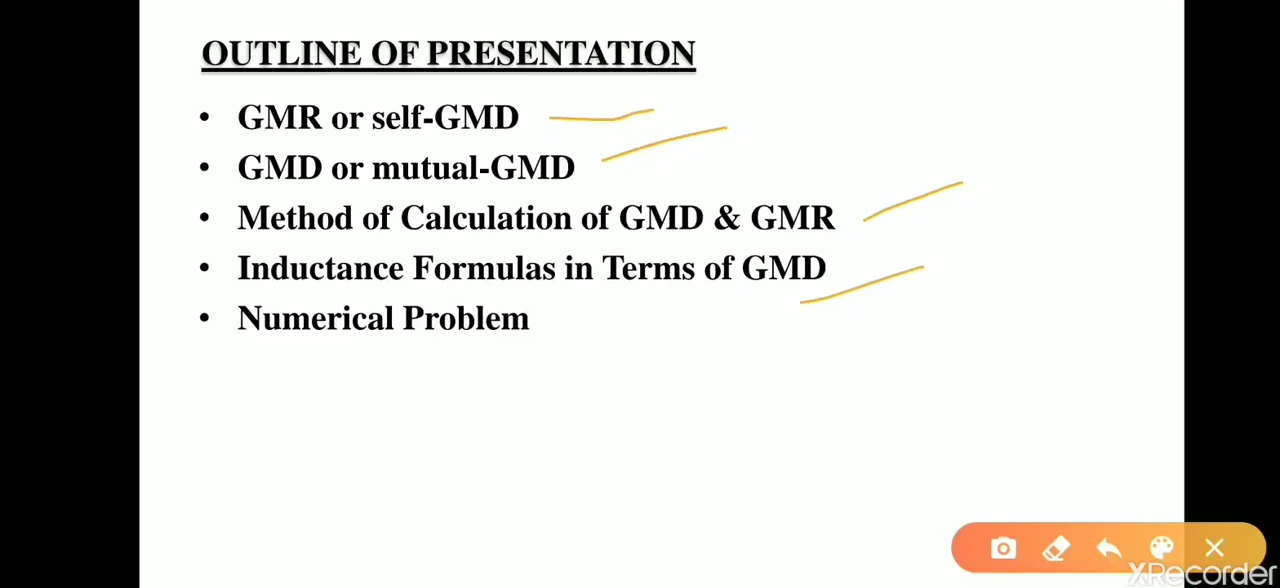 OUTLINE OF PRESENTATION
• GMR or self-GMD
• GMD or mutual-GMD
• Method of Calculation of GMD & GMR
• Inductance Formulas in Terms of GMD
• Numerical Problem
XRecorder